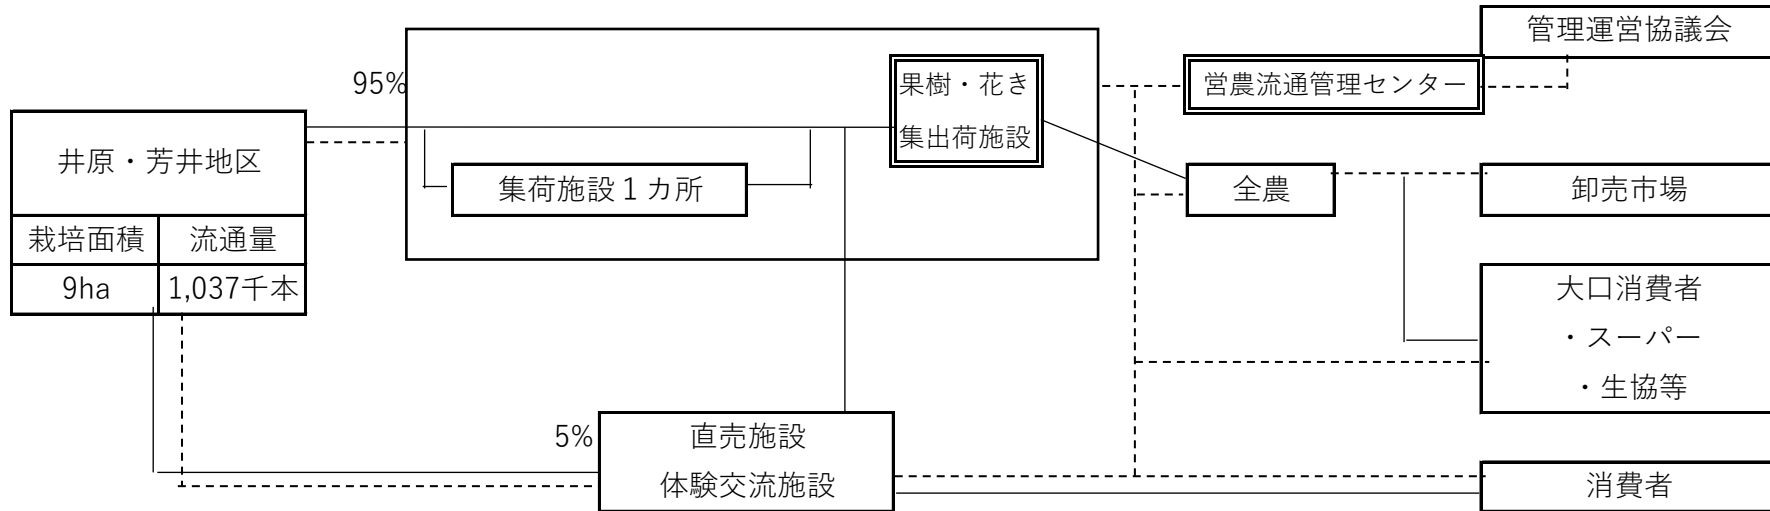 管理運営協議会
95%
果樹・花き
集出荷施設
営農流通管理センター
井原・芳井地区
集荷施設１カ所
全農
卸売市場
栽培面積
流通量
9ha
1,037千本
大口消費者
・スーパー
・生協等
5%
直売施設
体験交流施設
消費者